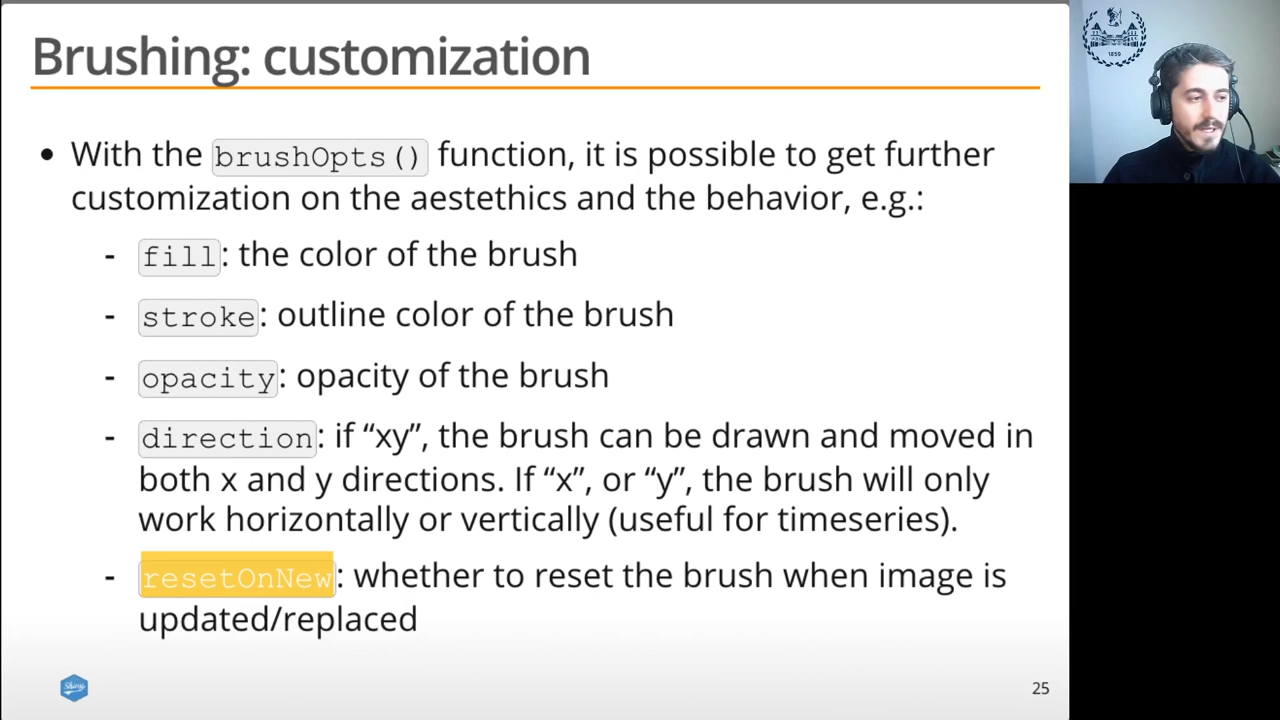 Brushing: customization
• With the brushOpts() function, it is possible to get further
customization on the aestethics and the behavior, e.g.:
- fill: the color of the brush
- stroke: outline color of the brush
- opacity: opacity of the brush
- direction: if “xy”, the brush can be drawn and moved in
both x and y directions. If “x”, or “y”, the brush will only
work horizontally or vertically (useful for timeseries).
- resetOnNew: whether to reset the brush when image is
updated/replaced
Shiny
25
1859